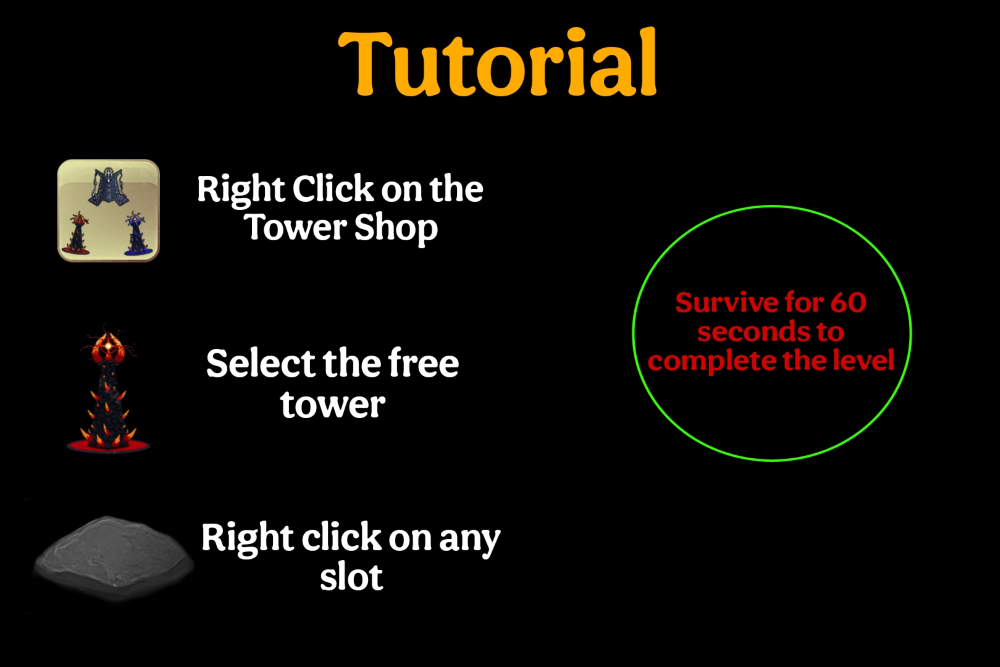 Tutorial
Right Click on the
Tower Shop
Select the free
tower
Right click on any
slot
Survive for 60
seconds to
complete the level